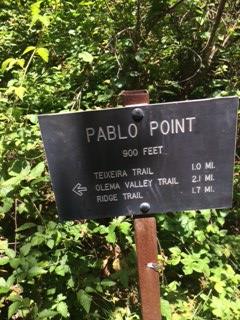 PABLO POINT
900 FEET
TEIXEIRA TRAIL 1.0 MI.
OLEMA VALLEY TRAIL 2.1 MI.
RIDGE TRAIL 1.7 MI.